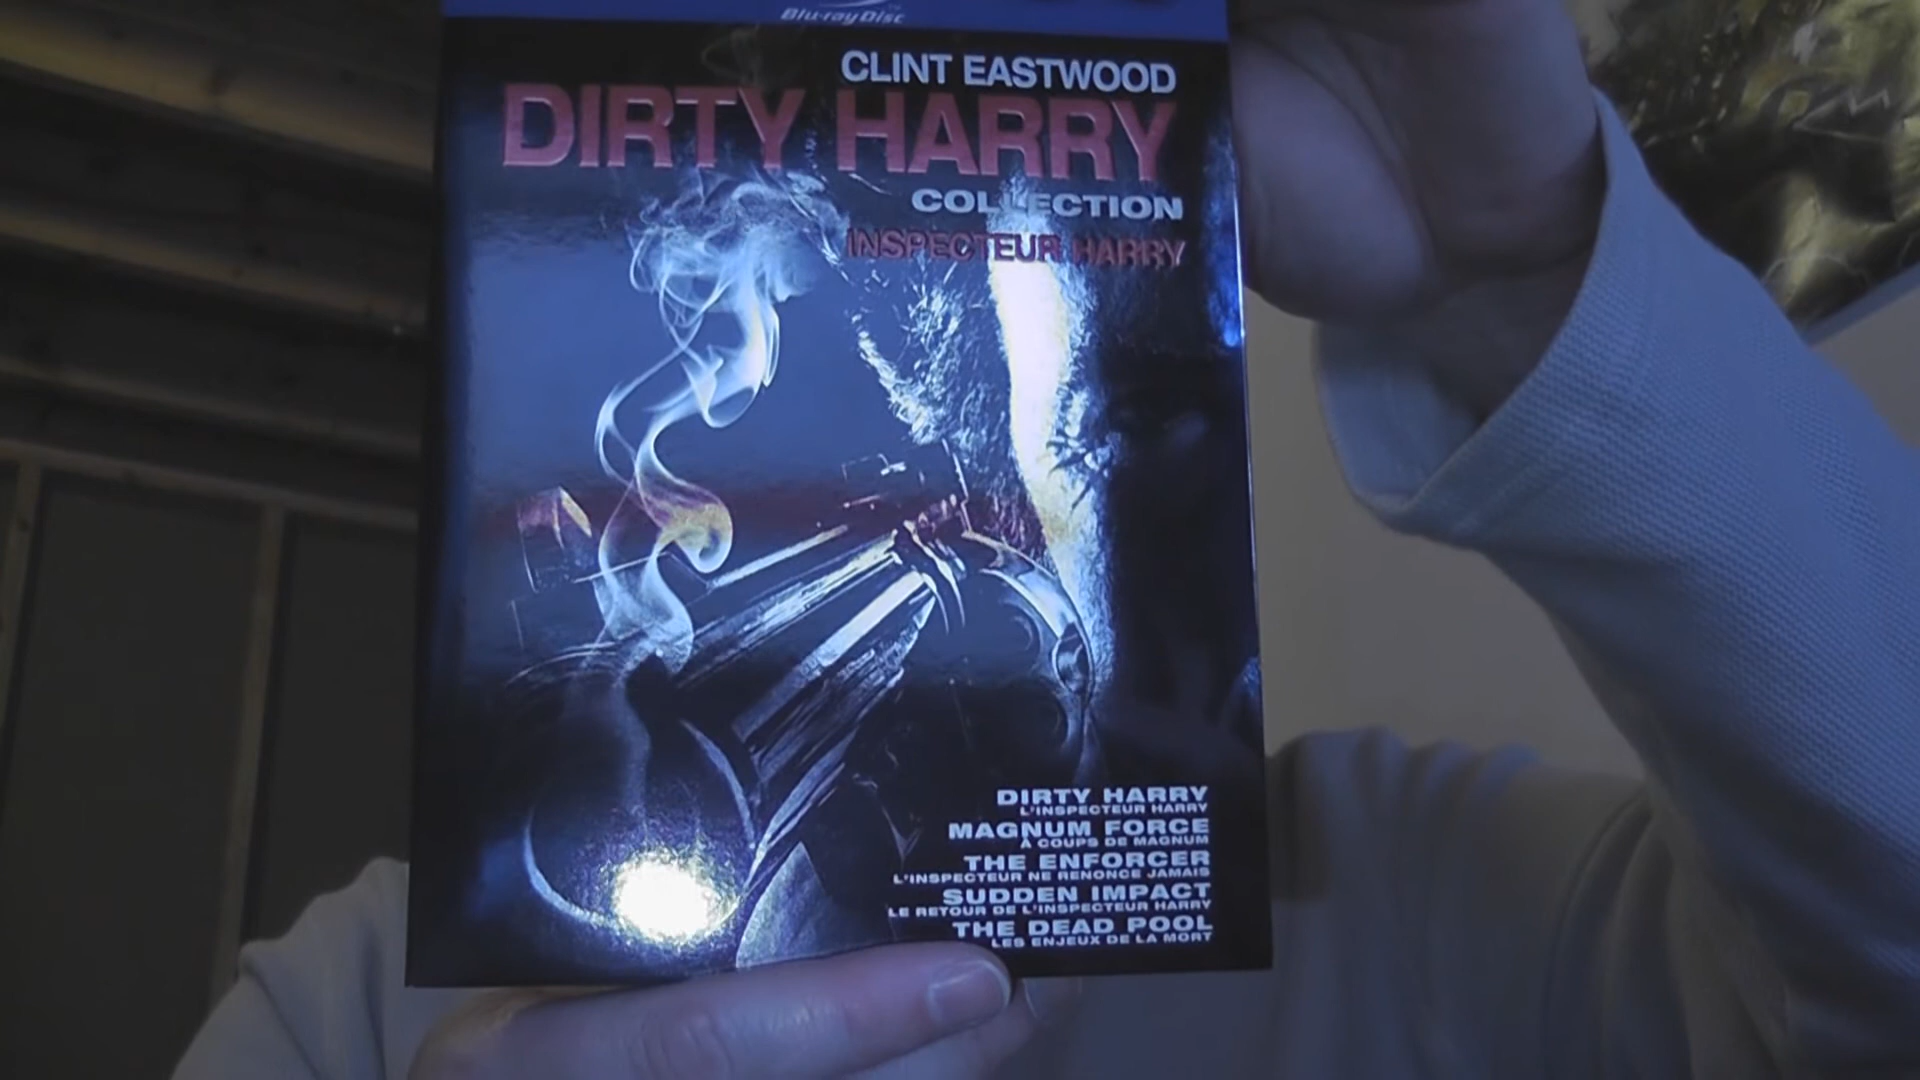 Blu-ray Disc™
CLINT EASTWOOD
DIRTY HARRY
COLLECTION
INSPECTEUR HARRY
DIRTY HARRY
L'INSPECTEUR HARRY
MAGNUM FORCE
À COUPS DE MAGNUM
THE ENFORCER
L'INSPECTEUR NE RENONCE JAMAIS
SUDDEN IMPACT
LE RETOUR DE L'INSPECTEUR HARRY
THE DEAD POOL
LES ENJEUX DE LA MORT